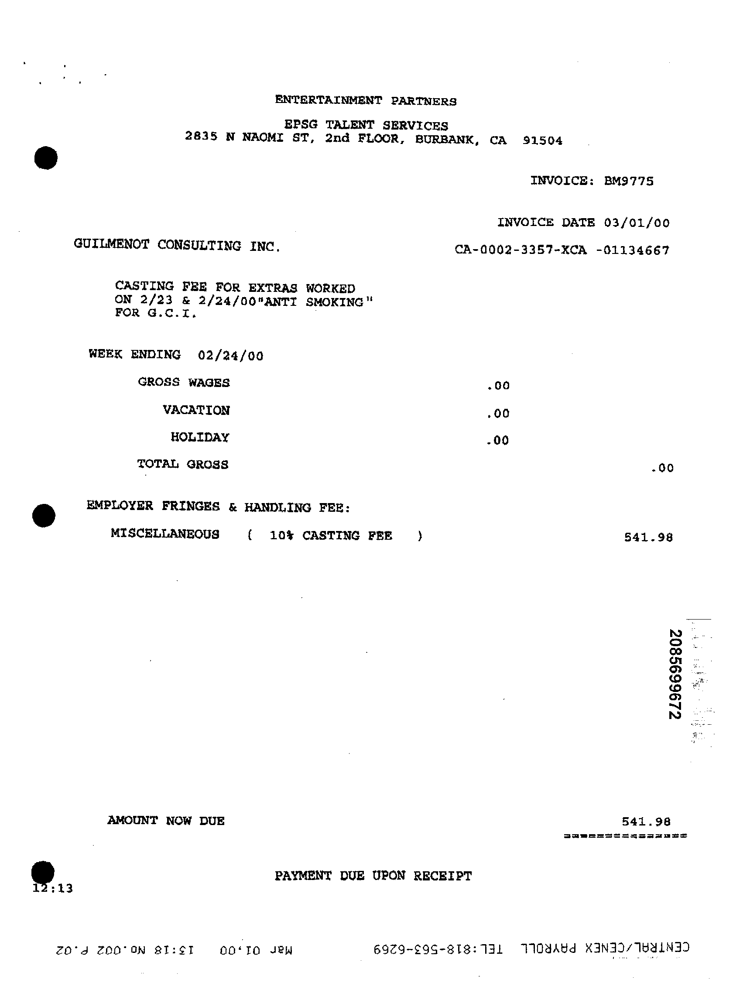 ENTERTAINMENT PARTNERS
EPSG TALENT SERVICES
2835 N NAOMI ST, 2nd FLOOR, BURBANK, CA 91504
INVOICE: BM9775
INVOICE DATE 03/01/00
GUILMENOT CONSULTING INC. CA-0002-3357-XCA -01134667
CASTING FEE FOR EXTRAS WORKED
ON 2/23 & 2/24/00"ANTI SMOKING"
FOR G.C.I.
WEEK ENDING 02/24/00
GROSS WAGES .00
VACATION .00
HOLIDAY .00
TOTAL GROSS .00
EMPLOYER FRINGES & HANDLING FEE:
MISCELLANEOUS ( 10% CASTING FEE ) 541.98
2085699672
AMOUNT NOW DUE 541.98
==============
PAYMENT DUE UPON RECEIPT
12:13
CENTRAL/CENEX PAYROLL TEL:818-563-6269 Mar 01,00 13:18 No.002 P.02